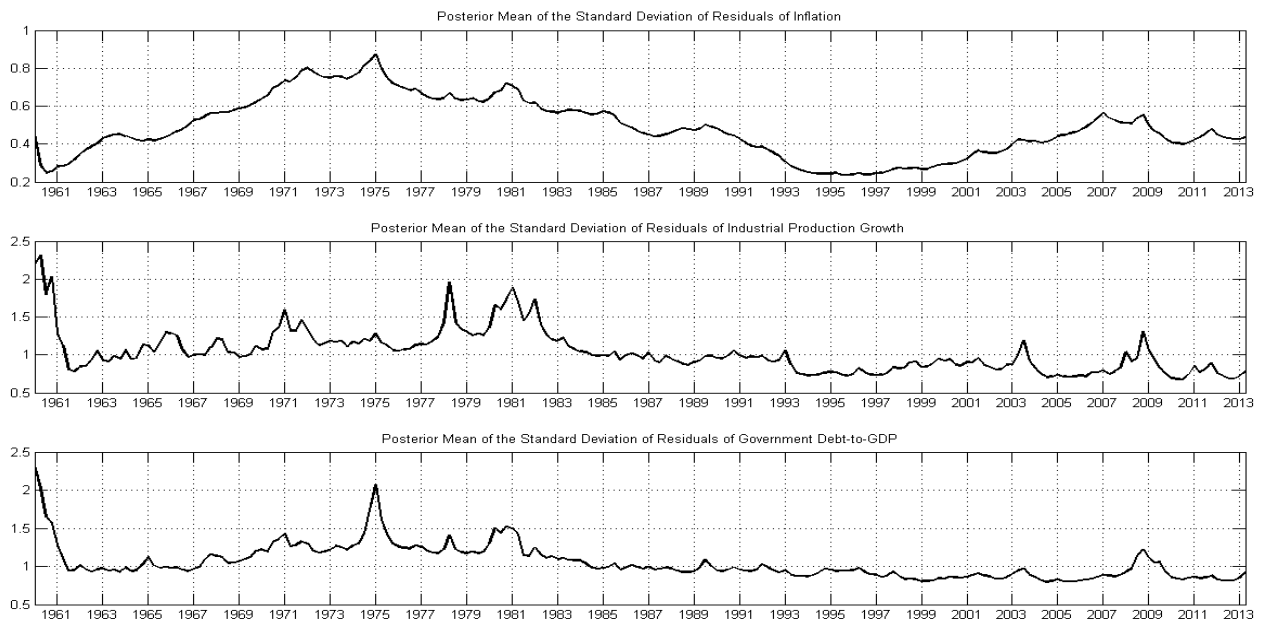 Posterior Mean of the Standard Deviation of Residuals of Inflation
1
0.8
0.6
0.4
0.2
1961 1963 1965 1967 1969 1971 1973 1975 1977 1979 1981 1983 1985 1987 1989 1991 1993 1995 1997 1999 2001 2003 2005 2007 2009 2011 2013
Posterior Mean of the Standard Deviation of Residuals of Industrial Production Growth
2.5
2
1.5
1
0.5
1961 1963 1965 1967 1969 1971 1973 1975 1977 1979 1981 1983 1985 1987 1989 1991 1993 1995 1997 1999 2001 2003 2005 2007 2009 2011 2013
Posterior Mean of the Standard Deviation of Residuals of Government Debt-to-GDP
2.5
2
1.5
1
0.5
1961 1963 1965 1967 1969 1971 1973 1975 1977 1979 1981 1983 1985 1987 1989 1991 1993 1995 1997 1999 2001 2003 2005 2007 2009 2011 2013